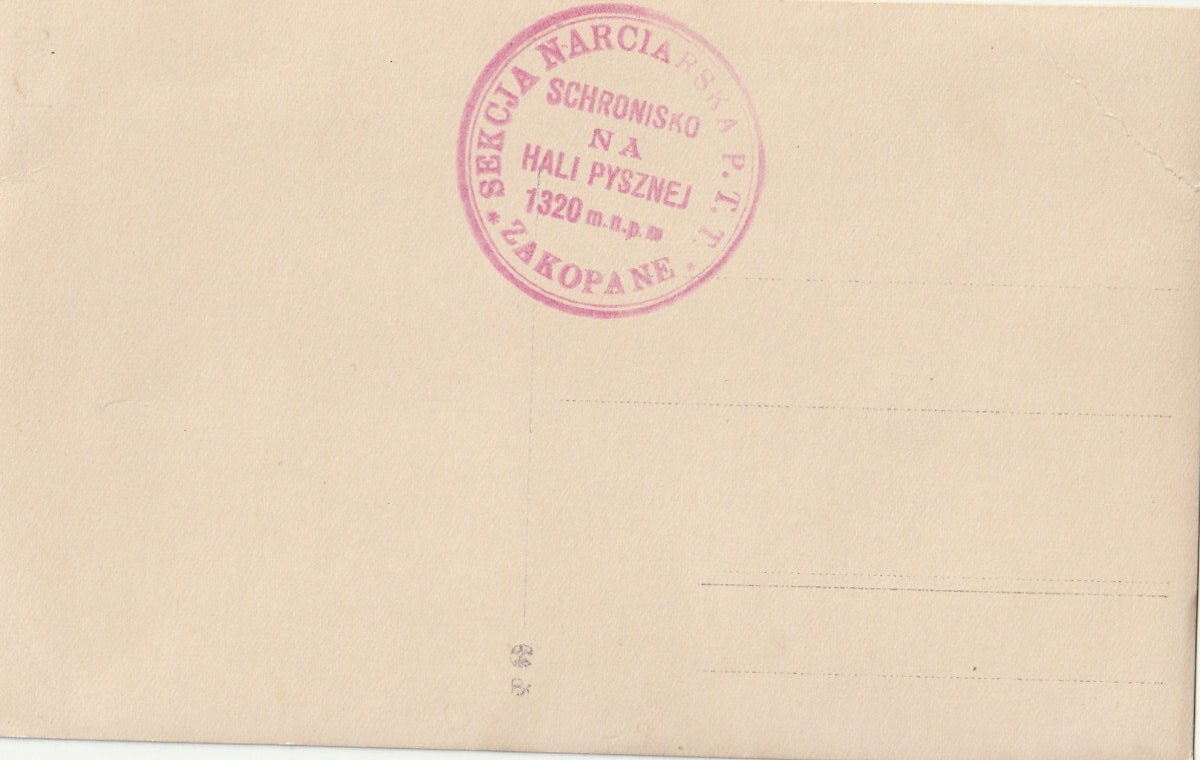 * SEKCJA NARCIARSKA P. T. T. *
SCHRONISKO
NA
HALI PYSZNEJ
1320 m.n.p.m
ZAKOPANE